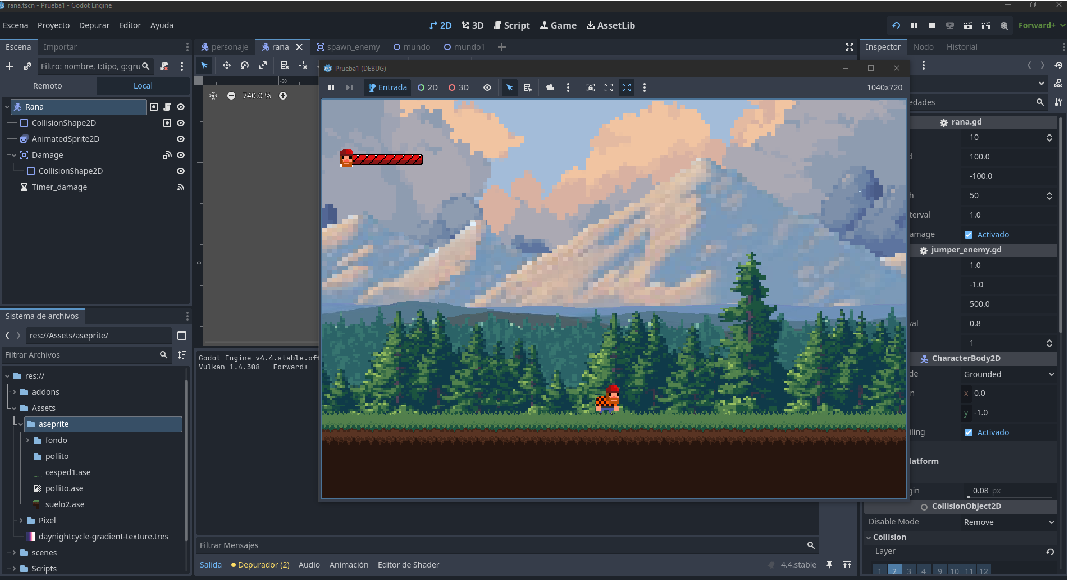 rana.tscn - Prueba1 - Godot Engine
Escena Proyecto Depurar Editor Ayuda
2D 3D Script Game AssetLib
Forward+
Escena Importar
personaje rana spawn_enemy mundo mundo1
Inspector Nodo Historial
Filtro: nombre, t:tipo, g:gru
Remoto Local
Rana
CollisionShape2D
AnimatedSprite2D
Damage
CollisionShape2D
Timer_damage
Prueba1 (DEBUG)
Entrada 2D 3D
1040x720
edades
rana.gd
10
100.0
-100.0
50
terval 1.0
amage Activado
jumper_enemy.gd
1.0
-1.0
500.0
0.8
1
CharacterBody2D
Grounded
x 0.0
y -1.0
Activado
latform
0.08 px
CollisionObject2D
Disable Mode Remove
Collision
Layer
1 2 3 4 9 10 11 12
Sistema de archivos
res://Assets/aseprite/
Filtrar Archivos
res://
addons
Assets
aseprite
fondo
pollito
cesped1.ase
pollito.ase
suelo2.ase
Pixel
daynightcycle-gradient-texture.tres
scenes
Scripts
Godot Engine v4.4.stable.off
Vulkan 1.4.308 - Forward+
Filtrar Mensajes
Salida Depurador (2) Audio Animación Editor de Shader
4.4.stable